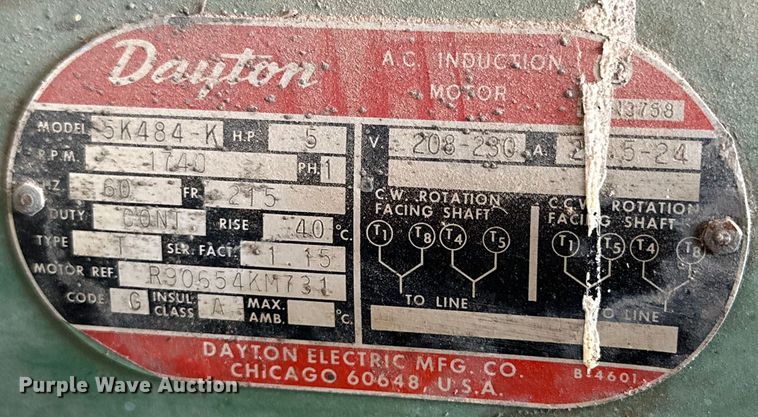 Dayton
A.C. INDUCTION
MOTOR
N3758
MODEL 5K484-K H.P. 5
R.P.M. 1740 PH. 1
HZ 60 FR. 215
DUTY CONT RISE 40 °C.
TYPE T SER. FACT. 1.15
MOTOR REF. R90654KM731
CODE G INSUL. CLASS A MAX. AMB. °C.
V. 208-230 A.
C.W. ROTATION
FACING SHAFT
T1 T8 T4 T5
TO LINE
C.C.W. ROTATION
FACING SHAFT
T1 T5 T4 T8
TO LINE
DAYTON ELECTRIC MFG. CO.
CHICAGO 60648, U.S.A.
Purple Wave Auction